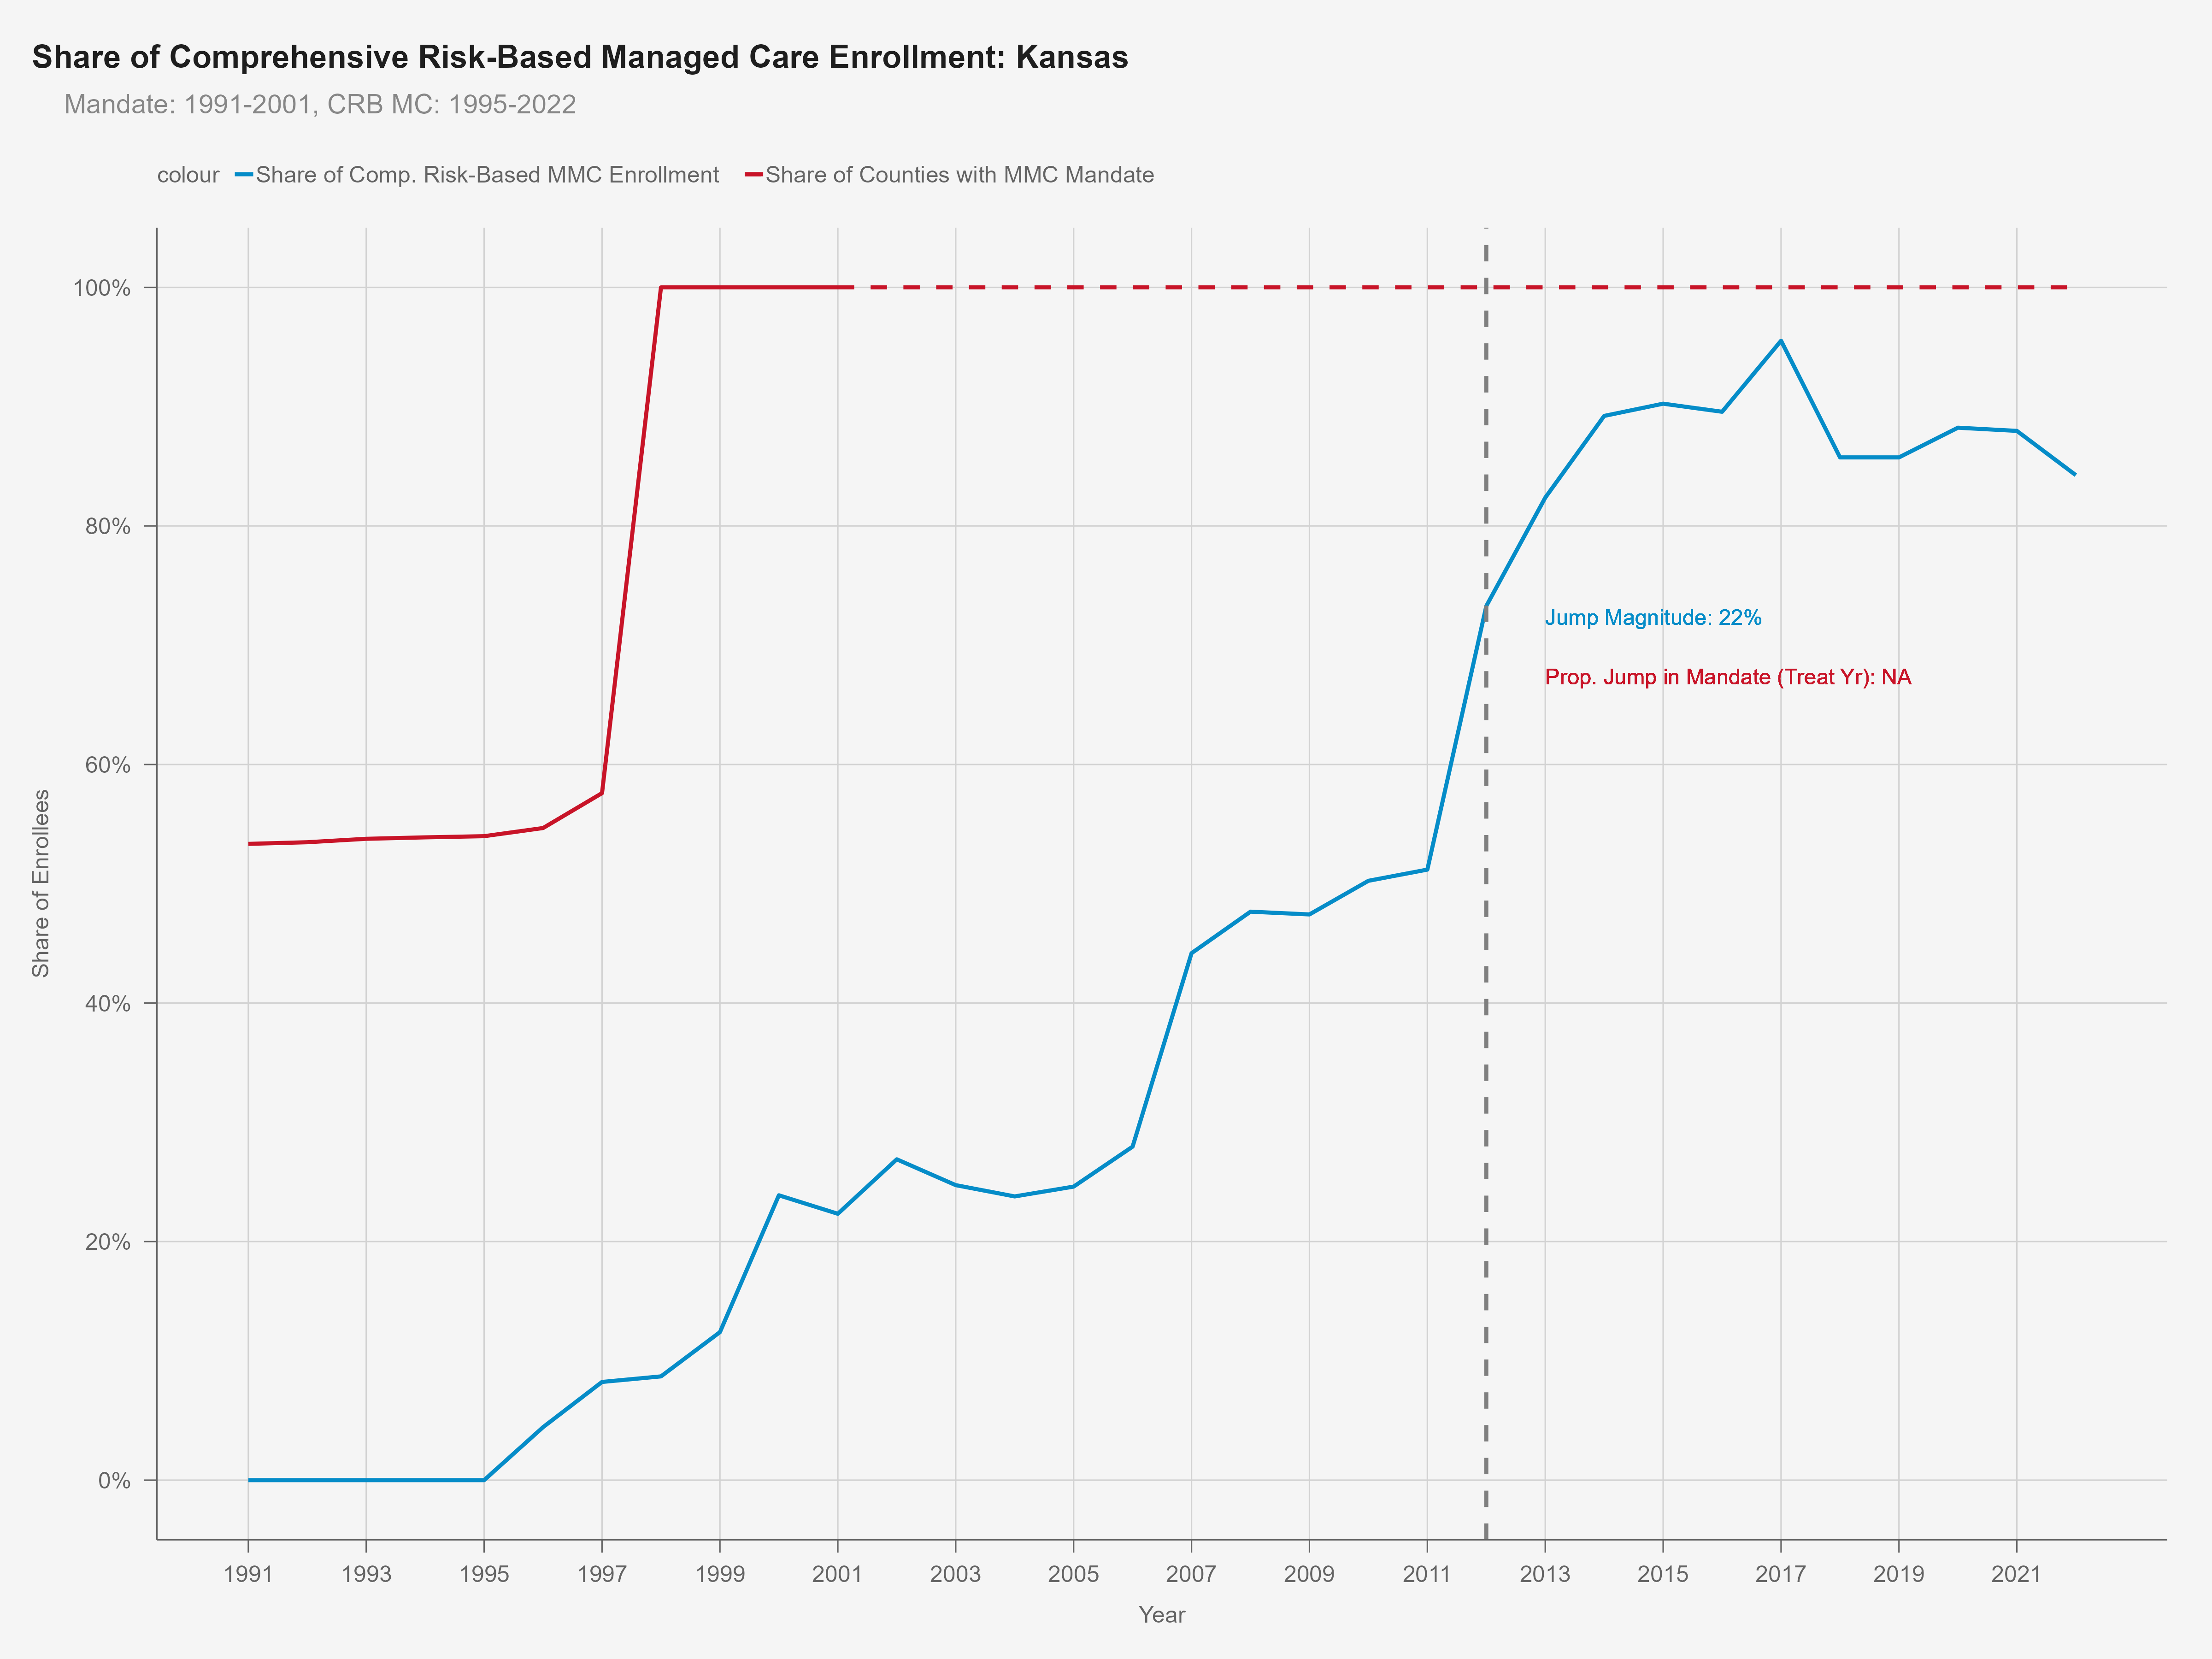 Share of Comprehensive Risk-Based Managed Care Enrollment: Kansas
Mandate: 1991-2001, CRB MC: 1995-2022
colour Share of Comp. Risk-Based MMC Enrollment Share of Counties with MMC Mandate
100%
80%
60%
40%
20%
0%
Share of Enrollees
Jump Magnitude: 22%
Prop. Jump in Mandate (Treat Yr): NA
1991 1993 1995 1997 1999 2001 2003 2005 2007 2009 2011 2013 2015 2017 2019 2021
Year